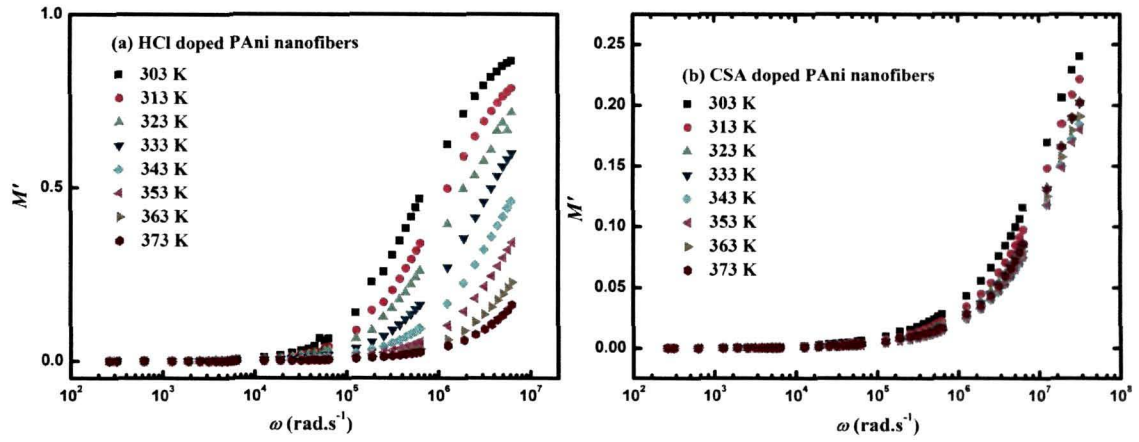 1.0
0.5
0.0
M′
(a) HCl doped PAni nanofibers
303 K
313 K
323 K
333 K
343 K
353 K
363 K
373 K
10² 10³ 10⁴ 10⁵ 10⁶ 10⁷
ω (rad.s⁻¹)
0.25
0.20
0.15
0.10
0.05
0.00
M′
(b) CSA doped PAni nanofibers
303 K
313 K
323 K
333 K
343 K
353 K
363 K
373 K
10² 10³ 10⁴ 10⁵ 10⁶ 10⁷ 10⁸
ω (rad.s⁻¹)